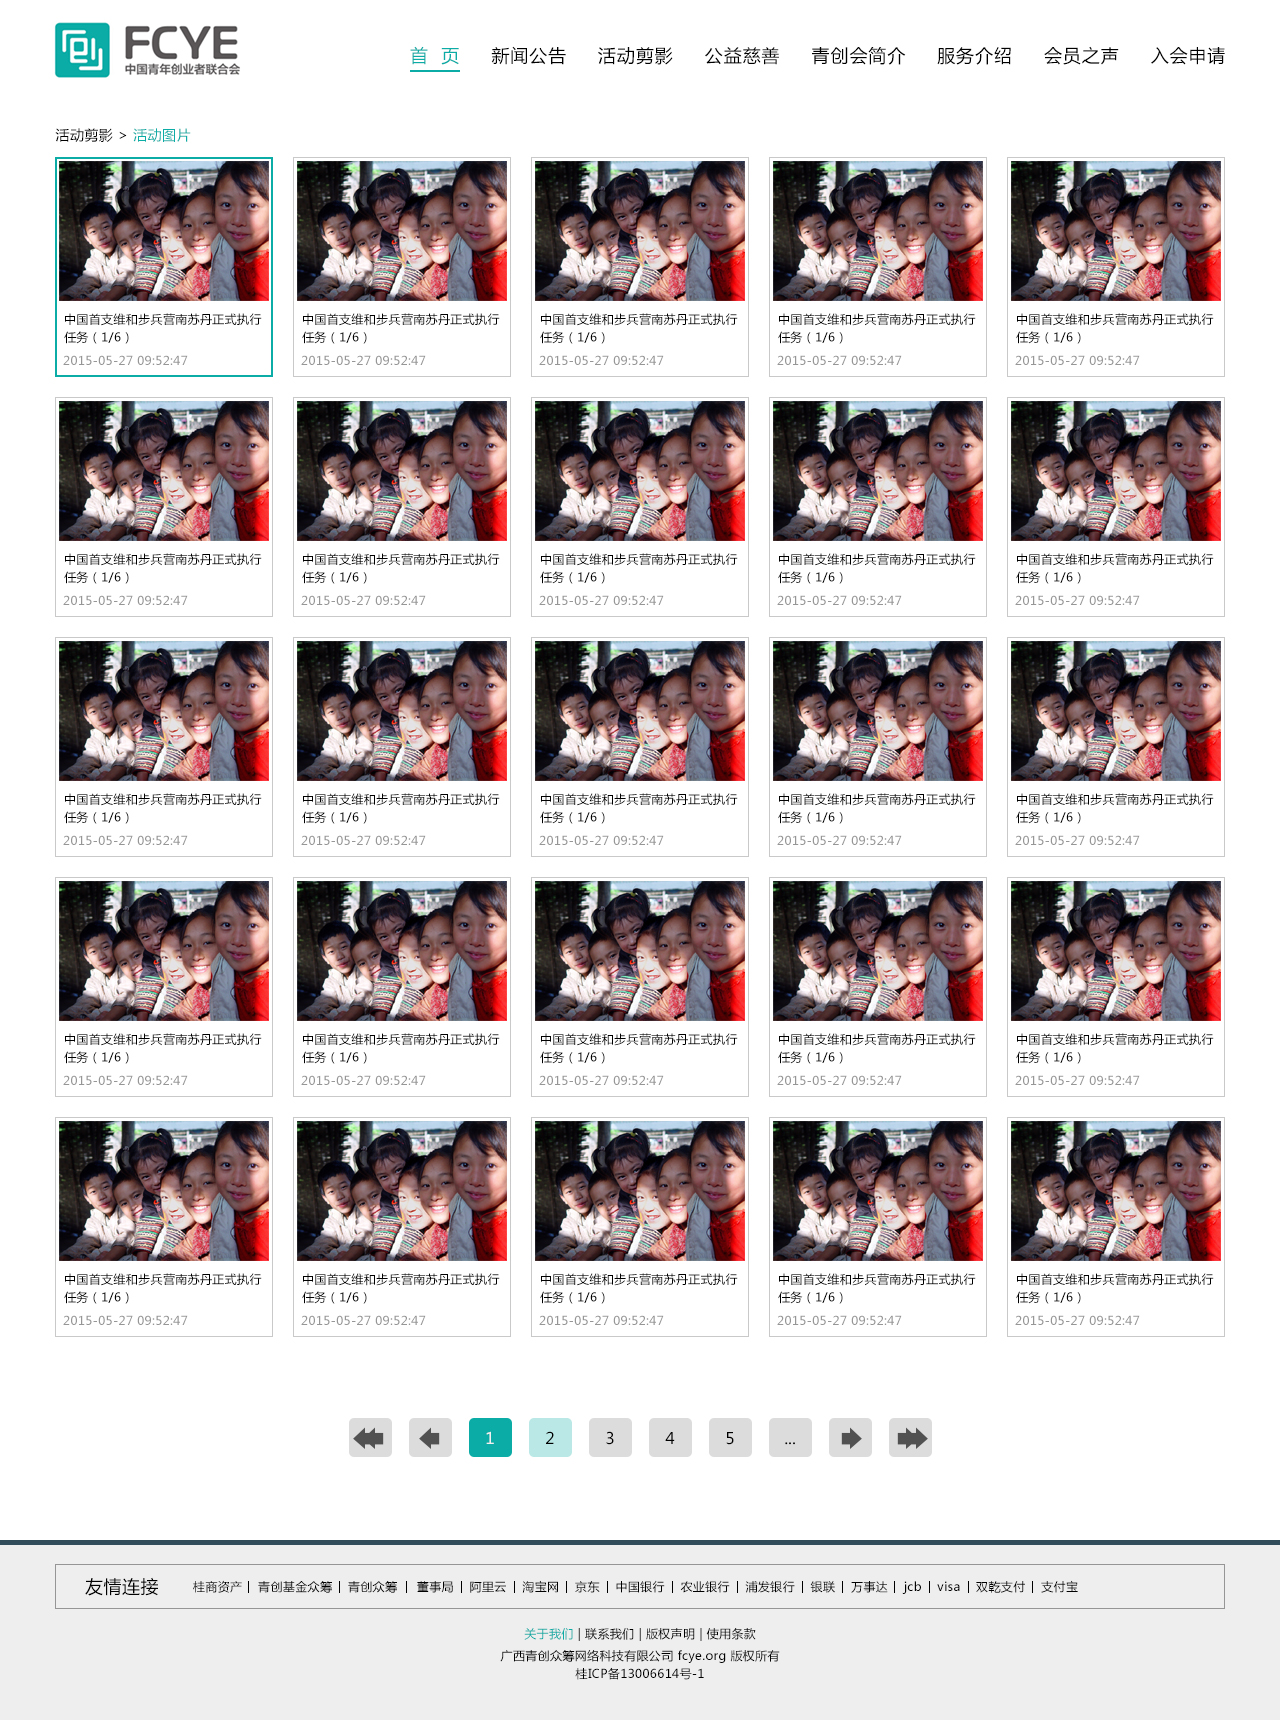 FCYE
中国青年创业者联合会
首 页 新闻公告 活动剪影 公益慈善 青创会简介 服务介绍 会员之声 入会申请
活动剪影 > 活动图片
中国首支维和步兵营南苏丹正式执行 中国首支维和步兵营南苏丹正式执行 中国首支维和步兵营南苏丹正式执行 中国首支维和步兵营南苏丹正式执行 中国首支维和步兵营南苏丹正式执行
任务（1/6） 任务（1/6） 任务（1/6） 任务（1/6） 任务（1/6）
2015-05-27 09:52:47 2015-05-27 09:52:47 2015-05-27 09:52:47 2015-05-27 09:52:47 2015-05-27 09:52:47
中国首支维和步兵营南苏丹正式执行 中国首支维和步兵营南苏丹正式执行 中国首支维和步兵营南苏丹正式执行 中国首支维和步兵营南苏丹正式执行 中国首支维和步兵营南苏丹正式执行
任务（1/6） 任务（1/6） 任务（1/6） 任务（1/6） 任务（1/6）
2015-05-27 09:52:47 2015-05-27 09:52:47 2015-05-27 09:52:47 2015-05-27 09:52:47 2015-05-27 09:52:47
中国首支维和步兵营南苏丹正式执行 中国首支维和步兵营南苏丹正式执行 中国首支维和步兵营南苏丹正式执行 中国首支维和步兵营南苏丹正式执行 中国首支维和步兵营南苏丹正式执行
任务（1/6） 任务（1/6） 任务（1/6） 任务（1/6） 任务（1/6）
2015-05-27 09:52:47 2015-05-27 09:52:47 2015-05-27 09:52:47 2015-05-27 09:52:47 2015-05-27 09:52:47
中国首支维和步兵营南苏丹正式执行 中国首支维和步兵营南苏丹正式执行 中国首支维和步兵营南苏丹正式执行 中国首支维和步兵营南苏丹正式执行 中国首支维和步兵营南苏丹正式执行
任务（1/6） 任务（1/6） 任务（1/6） 任务（1/6） 任务（1/6）
2015-05-27 09:52:47 2015-05-27 09:52:47 2015-05-27 09:52:47 2015-05-27 09:52:47 2015-05-27 09:52:47
中国首支维和步兵营南苏丹正式执行 中国首支维和步兵营南苏丹正式执行 中国首支维和步兵营南苏丹正式执行 中国首支维和步兵营南苏丹正式执行 中国首支维和步兵营南苏丹正式执行
任务（1/6） 任务（1/6） 任务（1/6） 任务（1/6） 任务（1/6）
2015-05-27 09:52:47 2015-05-27 09:52:47 2015-05-27 09:52:47 2015-05-27 09:52:47 2015-05-27 09:52:47
1 2 3 4 5 ...
友情连接 桂商资产 | 青创基金众筹 | 青创众筹 | 董事局 | 阿里云 | 淘宝网 | 京东 | 中国银行 | 农业银行 | 浦发银行 | 银联 | 万事达 | jcb | visa | 双乾支付 | 支付宝
关于我们 | 联系我们 | 版权声明 | 使用条款
广西青创众筹网络科技有限公司 fcye.org 版权所有
桂ICP备13006614号-1